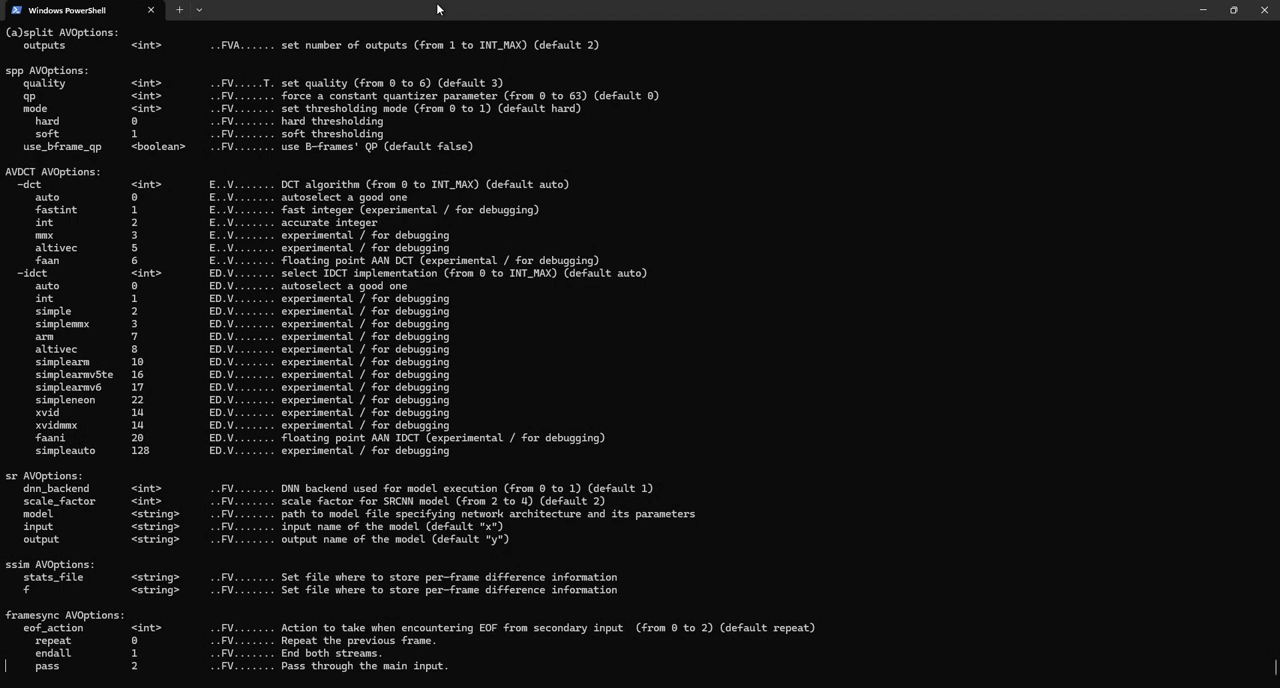 Windows PowerShell
(a)split AVOptions:
outputs <int> ..FVA...... set number of outputs (from 1 to INT_MAX) (default 2)
spp AVOptions:
quality <int> ..FV.....T. set quality (from 0 to 6) (default 3)
qp <int> ..FV....... force a constant quantizer parameter (from 0 to 63) (default 0)
mode <int> ..FV....... set thresholding mode (from 0 to 1) (default hard)
hard 0 ..FV....... hard thresholding
soft 1 ..FV....... soft thresholding
use_bframe_qp <boolean> ..FV....... use B-frames' QP (default false)
AVDCT AVOptions:
-dct <int> E..V....... DCT algorithm (from 0 to INT_MAX) (default auto)
auto 0 E..V....... autoselect a good one
fastint 1 E..V....... fast integer (experimental / for debugging)
int 2 E..V....... accurate integer
mmx 3 E..V....... experimental / for debugging
altivec 5 E..V....... experimental / for debugging
faan 6 E..V....... floating point AAN DCT (experimental / for debugging)
-idct <int> ED.V....... select IDCT implementation (from 0 to INT_MAX) (default auto)
auto 0 ED.V....... autoselect a good one
int 1 ED.V....... experimental / for debugging
simple 2 ED.V....... experimental / for debugging
simplemmx 3 ED.V....... experimental / for debugging
arm 7 ED.V....... experimental / for debugging
altivec 8 ED.V....... experimental / for debugging
simplearm 10 ED.V....... experimental / for debugging
simplearmv5te 16 ED.V....... experimental / for debugging
simplearmv6 17 ED.V....... experimental / for debugging
simpleneon 22 ED.V....... experimental / for debugging
xvid 14 ED.V....... experimental / for debugging
xvidmmx 14 ED.V....... experimental / for debugging
faani 20 ED.V....... floating point AAN IDCT (experimental / for debugging)
simpleauto 128 ED.V....... experimental / for debugging
sr AVOptions:
dnn_backend <int> ..FV....... DNN backend used for model execution (from 0 to 1) (default 1)
scale_factor <int> ..FV....... scale factor for SRCNN model (from 2 to 4) (default 2)
model <string> ..FV....... path to model file specifying network architecture and its parameters
input <string> ..FV....... input name of the model (default "x")
output <string> ..FV....... output name of the model (default "y")
ssim AVOptions:
stats_file <string> ..FV....... Set file where to store per-frame difference information
f <string> ..FV....... Set file where to store per-frame difference information
framesync AVOptions:
eof_action <int> ..FV....... Action to take when encountering EOF from secondary input (from 0 to 2) (default repeat)
repeat 0 ..FV....... Repeat the previous frame.
endall 1 ..FV....... End both streams.
pass 2 ..FV....... Pass through the main input.